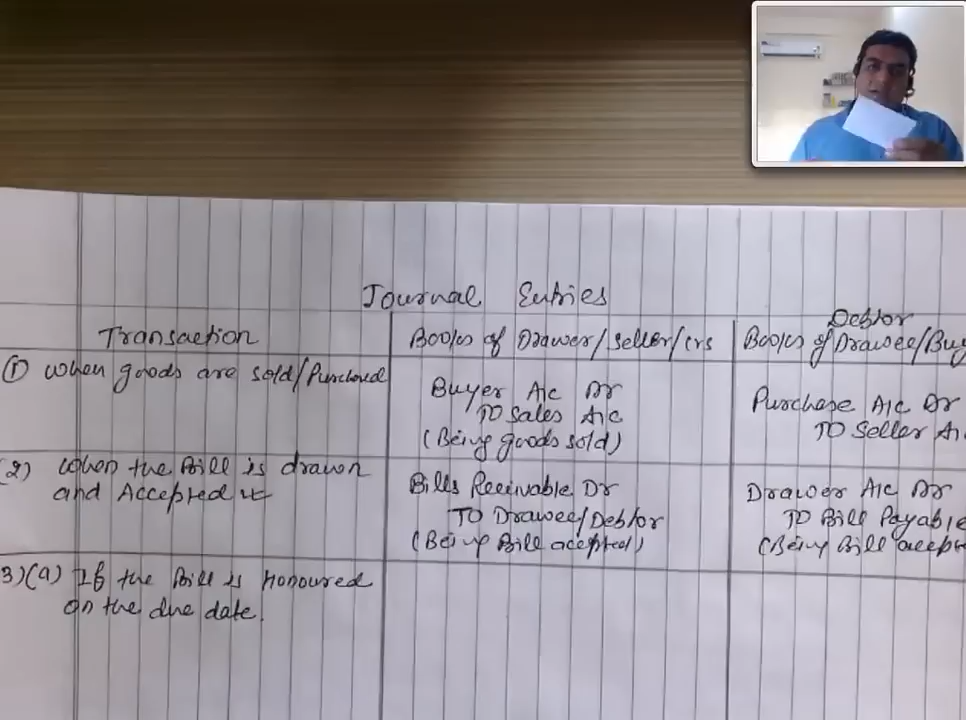 Journal Entries
Transaction
Books of Drawer/Seller/crs
Debtor
Books of Drawee/Buy
① when goods are sold/Purchased
Buyer A/c Dr
TO Sales A/c
(Being goods sold)
Purchase A/c Dr
TO Seller A/
(2) When the Bill is drawn
and Accepted
Bills Receivable Dr
TO Drawee/Debtor
(Being Bill accepted)
Drawer A/c Dr
TO Bill Payable
(Being Bill accep
3)(a) If the Bill is Honoured
on the due date.